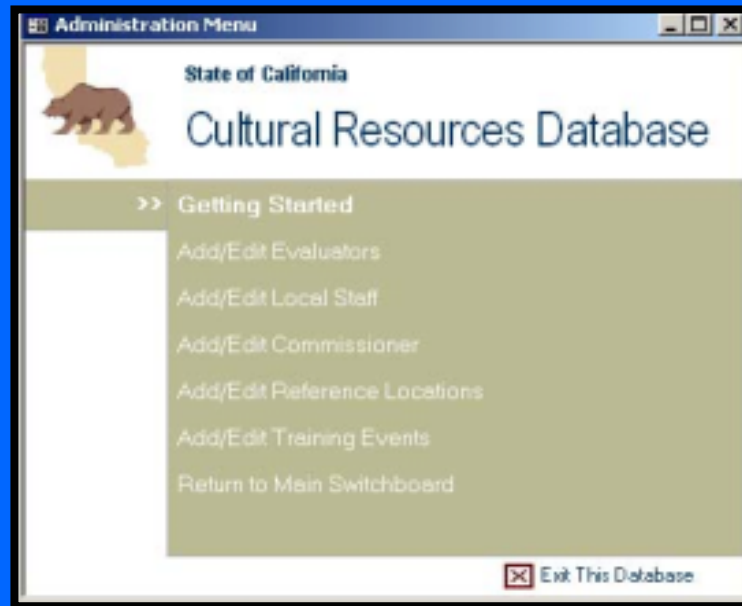 Administration Menu
State of California
Cultural Resources Database
>> Getting Started
Add/Edit Evaluators
Add/Edit Local Staff
Add/Edit Commissioner
Add/Edit Reference Locations
Add/Edit Training Events
Return to Main Switchboard
Exit This Database